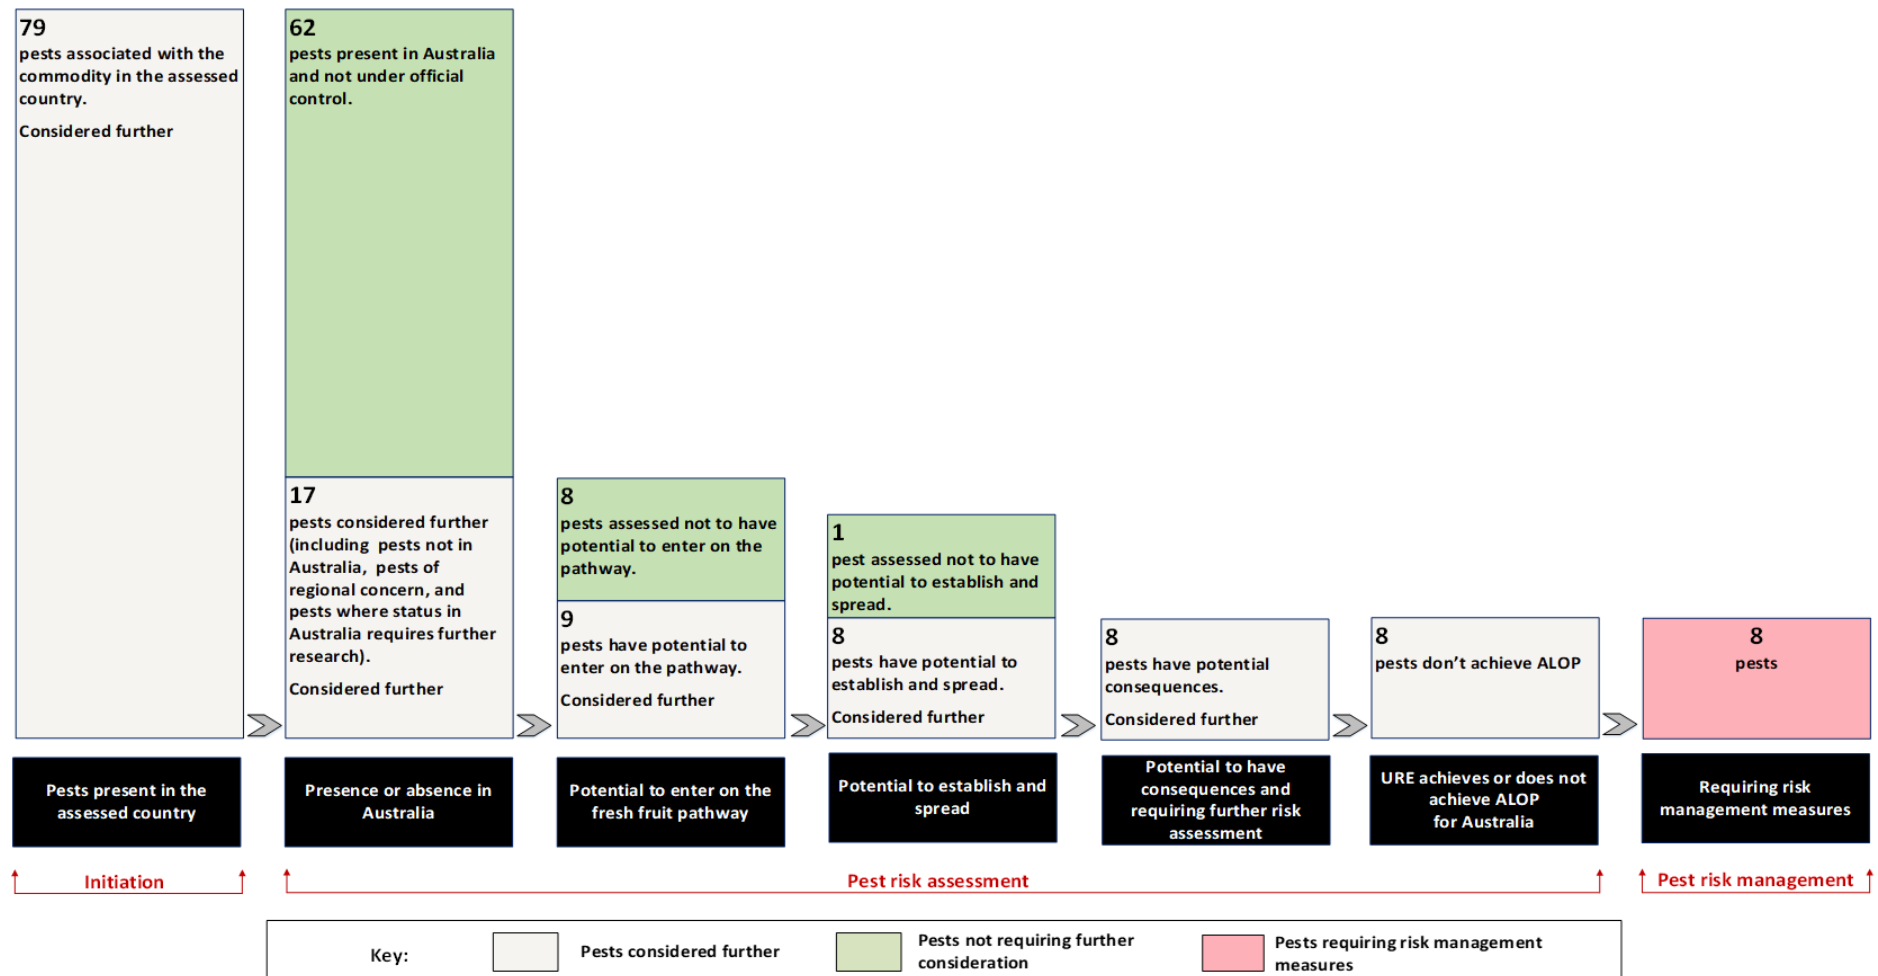 79
pests associated with the
commodity in the assessed
country.
Considered further
62
pests present in Australia
and not under official
control.
17
pests considered further
(including pests not in
Australia, pests of
regional concern, and
pests where status in
Australia requires further
research).
Considered further
8
pests assessed not to have
potential to enter on the
pathway.
9
pests have potential to
enter on the pathway.
Considered further
1
pest assessed not to have
potential to establish and
spread.
8
pests have potential to
establish and spread.
Considered further
8
pests have potential
consequences.
Considered further
8
pests don’t achieve ALOP
8
pests
Pests present in the
assessed country
Presence or absence in
Australia
Potential to enter on the
fresh fruit pathway
Potential to establish and
spread
Potential to have
consequences and
requiring further risk
assessment
URE achieves or does not
achieve ALOP
for Australia
Requiring risk
management measures
Initiation
Pest risk assessment
Pest risk management
Key:
Pests considered further
Pests not requiring further
consideration
Pests requiring risk management
measures